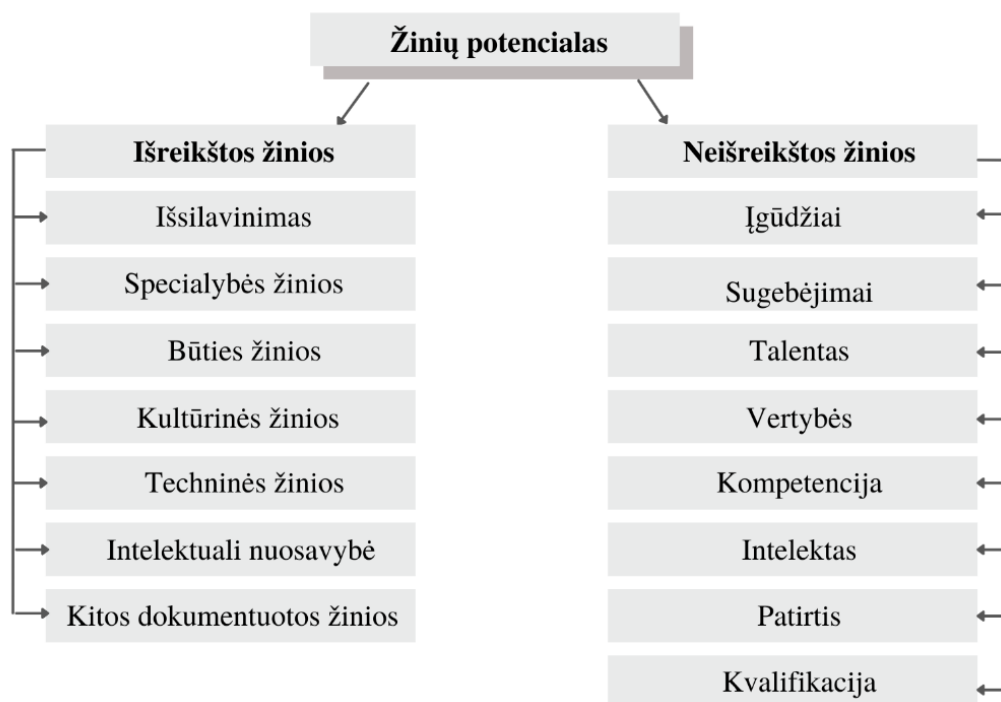 Žinių potencialas
Išreikštos žinios
Išsilavinimas
Specialybės žinios
Būties žinios
Kultūrinės žinios
Techninės žinios
Intelektuali nuosavybė
Kitos dokumentuotos žinios
Neišreikštos žinios
Įgūdžiai
Sugebėjimai
Talentas
Vertybės
Kompetencija
Intelektas
Patirtis
Kvalifikacija